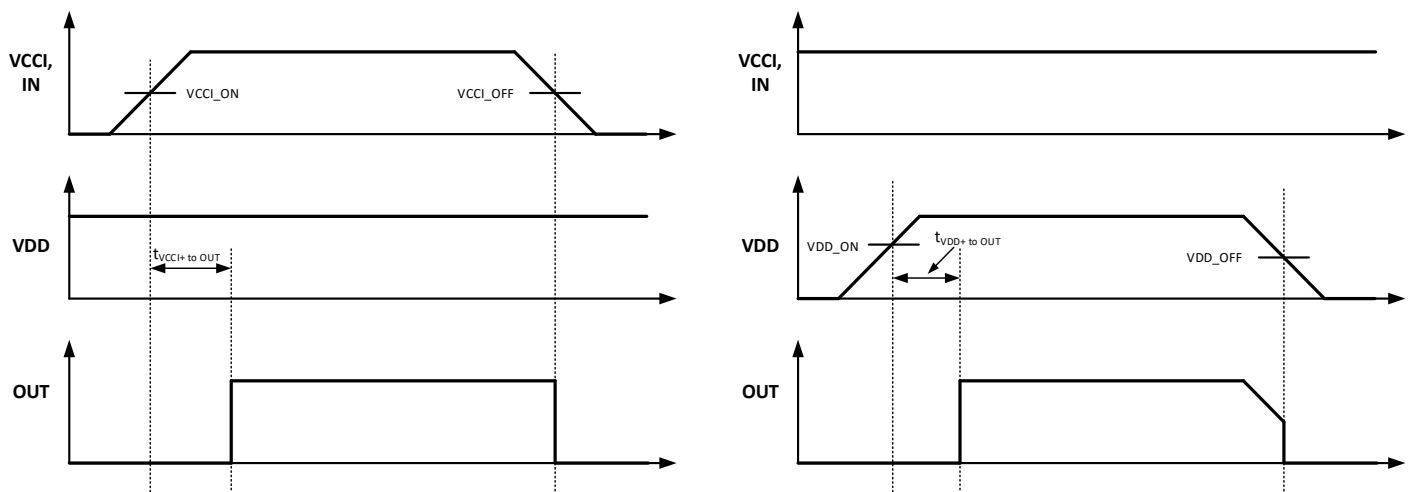 VCCI,
IN
VCCI_ON
VCCI_OFF
VDD
tVCCI+ to OUT
OUT
VCCI,
IN
VDD
VDD_ON
tVDD+ to OUT
VDD_OFF
OUT